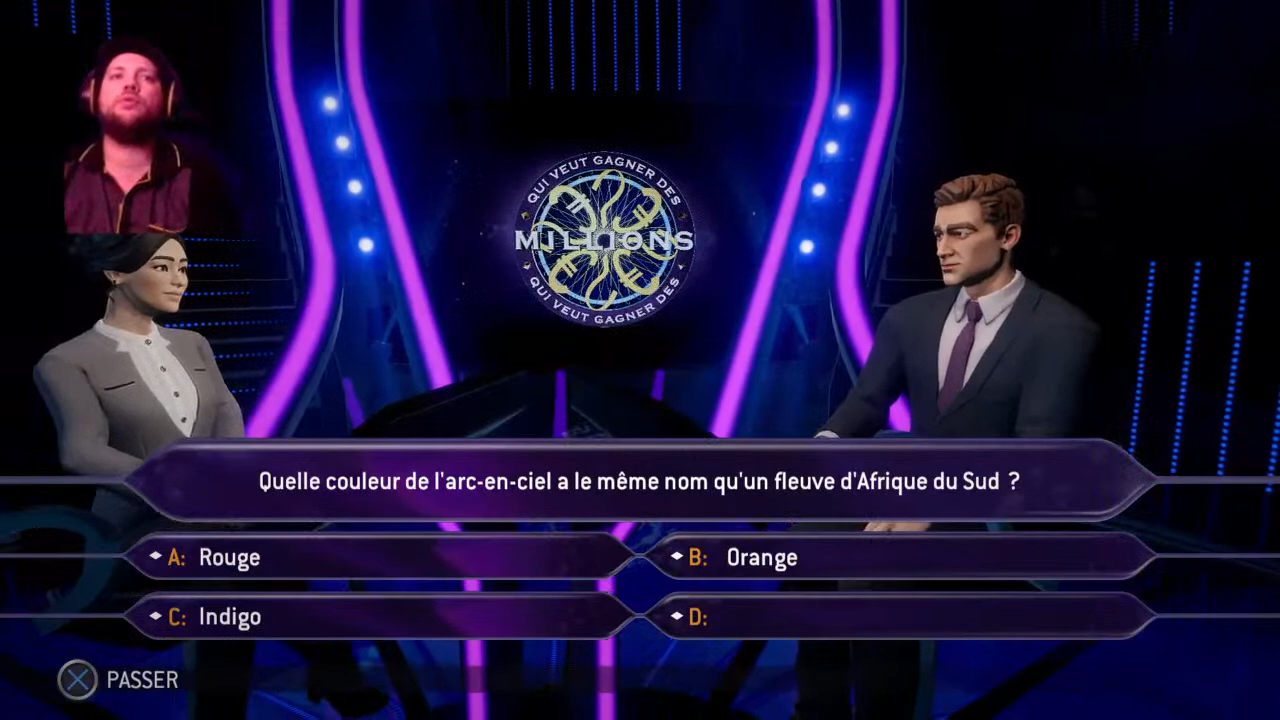 QUI VEUT GAGNER DES
MILLIONS
QUI VEUT GAGNER DES
Quelle couleur de l'arc-en-ciel a le même nom qu'un fleuve d'Afrique du Sud ?
A: Rouge
B: Orange
C: Indigo
D:
PASSER